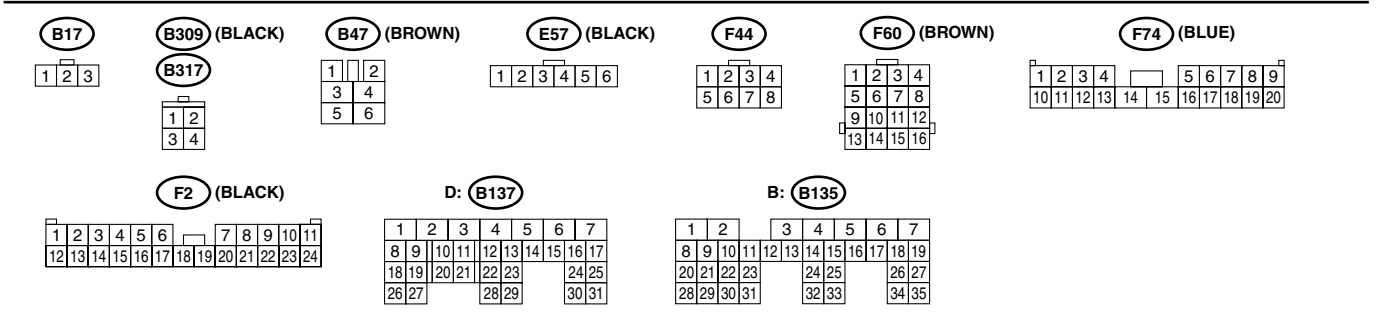 B17
1 2 3
B309 (BLACK)
B317
1 2
3 4
B47 (BROWN)
1 2
3 4
5 6
E57 (BLACK)
1 2 3 4 5 6
F44
1 2 3 4
5 6 7 8
F60 (BROWN)
1 2 3 4
5 6 7 8
9 10 11 12
13 14 15 16
F74 (BLUE)
1 2 3 4 5 6 7 8 9
10 11 12 13 14 15 16 17 18 19 20
F2 (BLACK)
1 2 3 4 5 6 7 8 9 10 11
12 13 14 15 16 17 18 19 20 21 22 23 24
D: B137
1 2 3 4 5 6 7
8 9 10 11 12 13 14 15 16 17
18 19 20 21 22 23 24 25
26 27 28 29 30 31
B: B135
1 2 3 4 5 6 7
8 9 10 11 12 13 14 15 16 17 18 19
20 21 22 23 24 25 26 27
28 29 30 31 32 33 34 35